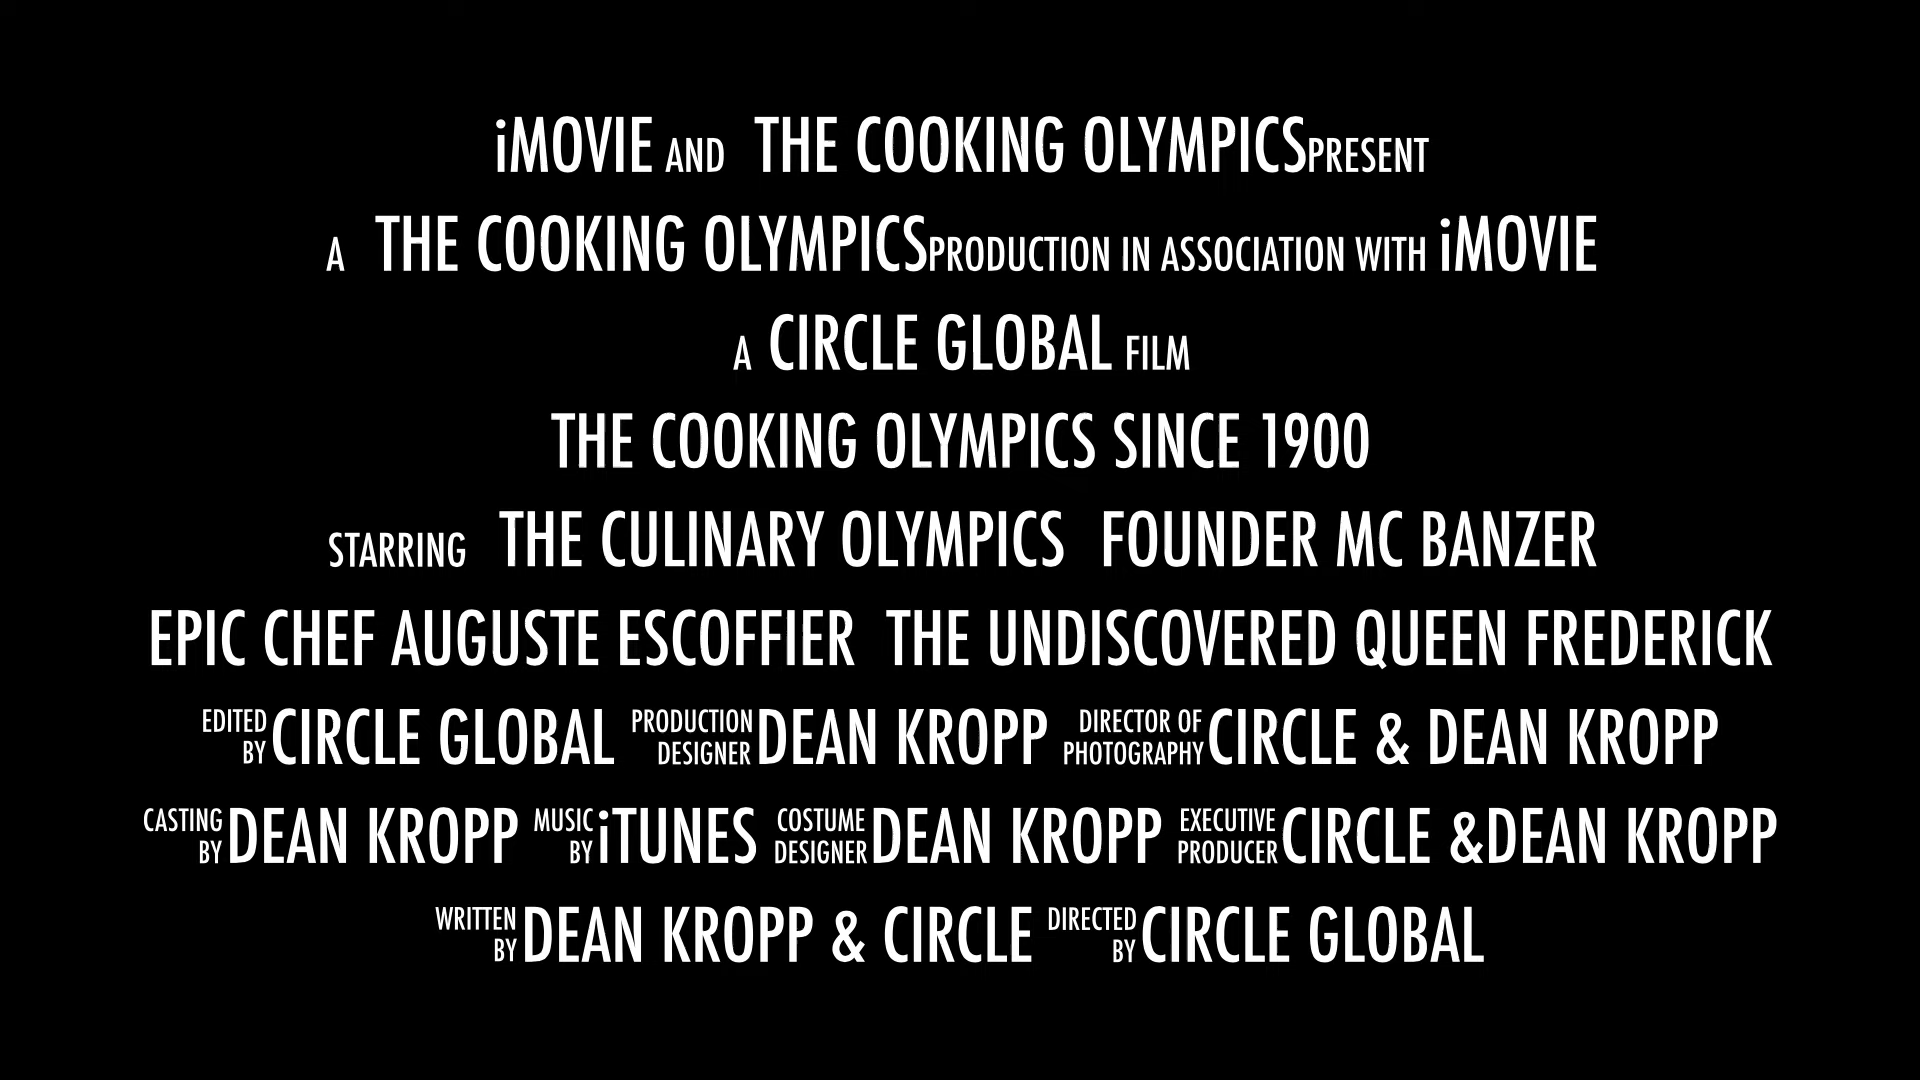 iMOVIE AND THE COOKING OLYMPICSPRESENT
A THE COOKING OLYMPICSPRODUCTION IN ASSOCIATION WITH iMOVIE
A CIRCLE GLOBAL FILM
THE COOKING OLYMPICS SINCE 1900
STARRING THE CULINARY OLYMPICS FOUNDER MC BANZER
EPIC CHEF AUGUSTE ESCOFFIER THE UNDISCOVERED QUEEN FREDERICK
EDITED BY CIRCLE GLOBAL PRODUCTION DESIGNER DEAN KROPP DIRECTOR OF PHOTOGRAPHY CIRCLE & DEAN KROPP
CASTING BY DEAN KROPP MUSIC BY iTUNES COSTUME DESIGNER DEAN KROPP EXECUTIVE PRODUCER CIRCLE &DEAN KROPP
WRITTEN BY DEAN KROPP & CIRCLE DIRECTED BY CIRCLE GLOBAL